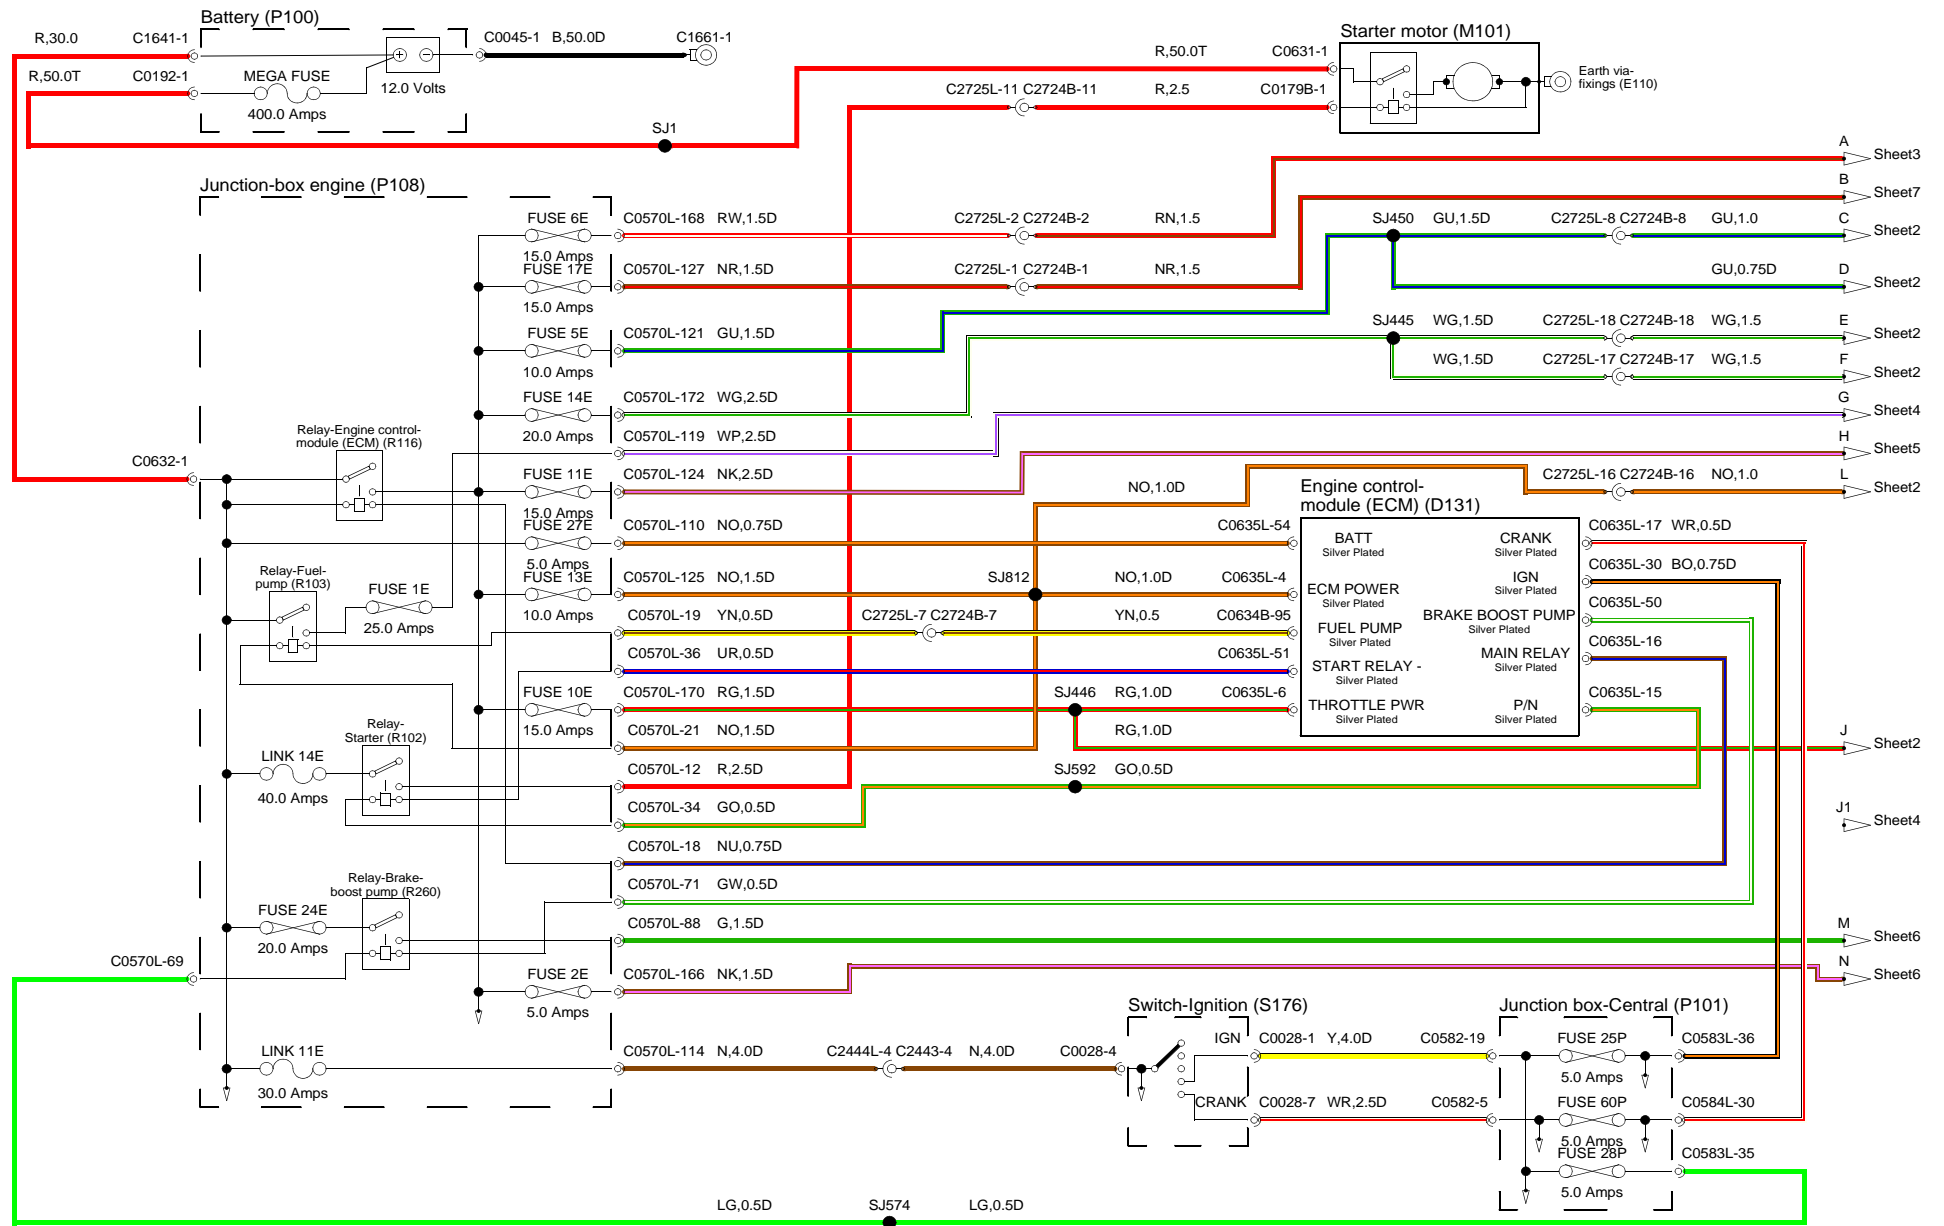 Battery (P100)
R,30.0 C1641-1
C0045-1 B,50.0D C1661-1
R,50.0T C0192-1
MEGA FUSE
400.0 Amps
12.0 Volts
SJ1
Starter motor (M101)
R,50.0T C0631-1
C2725L-11 C2724B-11 R,2.5 C0179B-1
Earth via-
fixings (E110)
A
Sheet3
B
Sheet7
Junction-box engine (P108)
FUSE 6E C0570L-168 RW,1.5D C2725L-2 C2724B-2 RN,1.5
15.0 Amps
SJ450 GU,1.5D C2725L-8 C2724B-8 GU,1.0 C
Sheet2
FUSE 17E C0570L-127 NR,1.5D C2725L-1 C2724B-1 NR,1.5
15.0 Amps
GU,0.75D D
Sheet2
FUSE 5E C0570L-121 GU,1.5D
10.0 Amps
SJ445 WG,1.5D C2725L-18 C2724B-18 WG,1.5 E
Sheet2
WG,1.5D C2725L-17 C2724B-17 WG,1.5 F
Sheet2
FUSE 14E C0570L-172 WG,2.5D
20.0 Amps
G
Sheet4
C0570L-119 WP,2.5D
H
Sheet5
Relay-Engine control-
module (ECM) (R116)
C0632-1
FUSE 11E C0570L-124 NK,2.5D
15.0 Amps
NO,1.0D
C2725L-16 C2724B-16 NO,1.0 L
Sheet2
Engine control-
module (ECM) (D131)
FUSE 27E C0570L-110 NO,0.75D C0635L-54
5.0 Amps
BATT
Silver Plated
CRANK
Silver Plated
C0635L-17 WR,0.5D
Relay-Fuel-
pump (R103)
FUSE 1E
25.0 Amps
FUSE 13E C0570L-125 NO,1.5D SJ812 NO,1.0D C0635L-4
10.0 Amps
ECM POWER
Silver Plated
IGN
Silver Plated
C0635L-30 BO,0.75D
C0570L-19 YN,0.5D C2725L-7 C2724B-7 YN,0.5 C0634B-95
FUEL PUMP
Silver Plated
BRAKE BOOST PUMP
Silver Plated
C0635L-50
C0570L-36 UR,0.5D C0635L-51
START RELAY -
Silver Plated
MAIN RELAY
Silver Plated
C0635L-16
FUSE 10E C0570L-170 RG,1.5D SJ446 RG,1.0D C0635L-6
15.0 Amps
THROTTLE PWR
Silver Plated
P/N
Silver Plated
C0635L-15
C0570L-21 NO,1.5D RG,1.0D J
Sheet2
Relay-
Starter (R102)
LINK 14E
40.0 Amps
C0570L-12 R,2.5D SJ592 GO,0.5D
C0570L-34 GO,0.5D J1
Sheet4
C0570L-18 NU,0.75D
Relay-Brake-
boost pump (R260)
C0570L-71 GW,0.5D
FUSE 24E
20.0 Amps
C0570L-88 G,1.5D M
Sheet6
C0570L-69
FUSE 2E C0570L-166 NK,1.5D N
Sheet6
5.0 Amps
Switch-Ignition (S176)
Junction box-Central (P101)
LINK 11E
30.0 Amps
C0570L-114 N,4.0D C2444L-4 C2443-4 N,4.0D C0028-4
IGN C0028-1 Y,4.0D C0582-19 FUSE 25P C0583L-36
5.0 Amps
CRANK C0028-7 WR,2.5D C0582-5 FUSE 60P C0584L-30
5.0 Amps
FUSE 28P C0583L-35
5.0 Amps
LG,0.5D SJ574 LG,0.5D